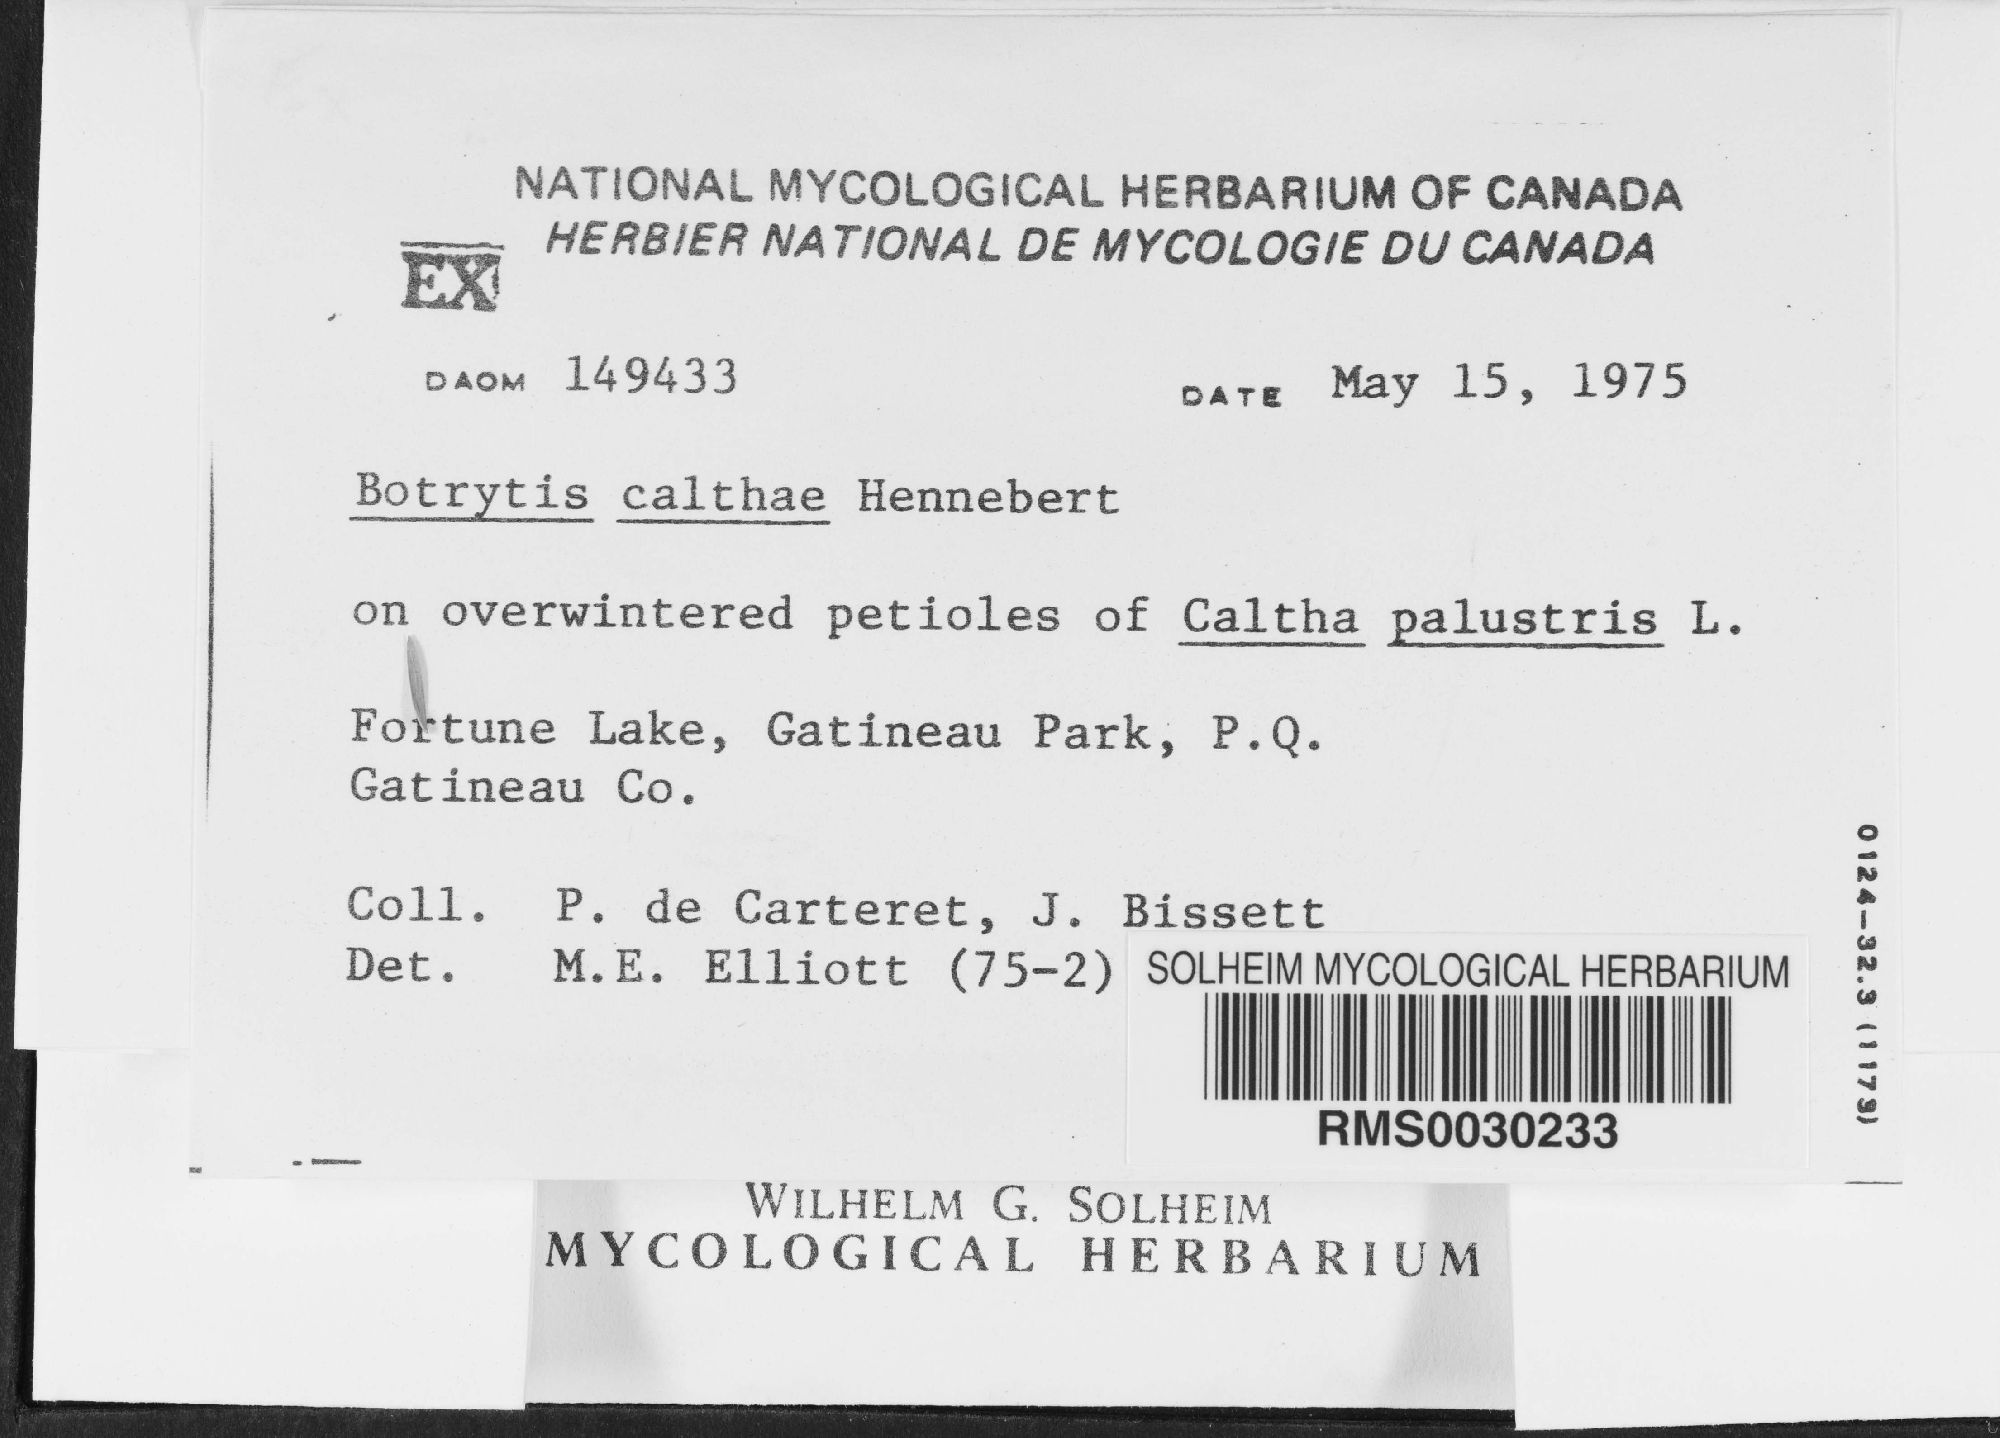 NATIONAL MYCOLOGICAL HERBARIUM OF CANADA
HERBIER NATIONAL DE MYCOLOGIE DU CANADA
EX
DAOM 149433
DATE May 15, 1975
Botrytis calthae Hennebert
on overwintered petioles of Caltha palustris L.
Fortune Lake, Gatineau Park, P.Q.
Gatineau Co.
Coll. P. de Carteret, J. Bissett
Det. M.E. Elliott (75-2)
SOLHEIM MYCOLOGICAL HERBARIUM
RMS0030233
0124-32.3 (1173)
WILHELM G. SOLHEIM
MYCOLOGICAL HERBARIUM